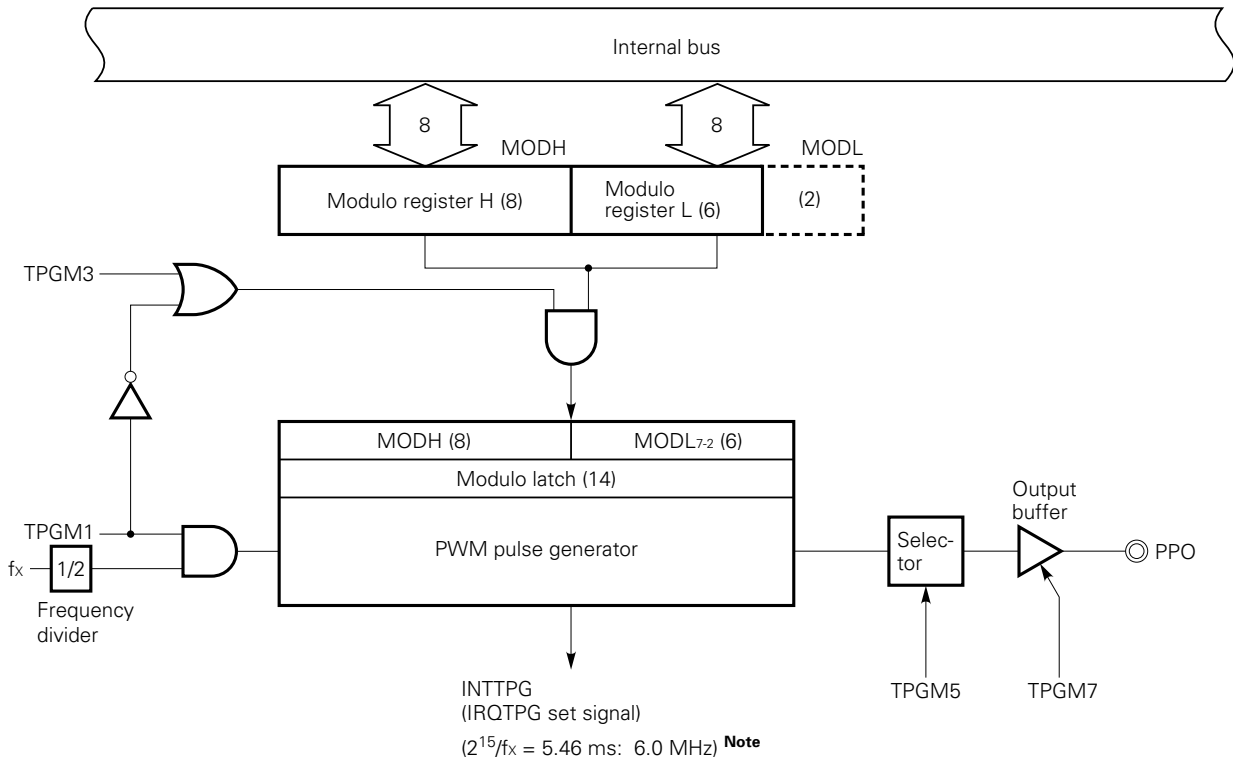 Internal bus
8
8
MODH
MODL
Modulo register H (8)
Modulo
register L (6)
(2)
TPGM3
MODH (8)
MODL7-2 (6)
Modulo latch (14)
TPGM1
PWM pulse generator
fX
1/2
Frequency
divider
Selec-
tor
Output
buffer
PPO
TPGM5
TPGM7
INTTPG
(IRQTPG set signal)
(2^15/fX = 5.46 ms: 6.0 MHz) Note